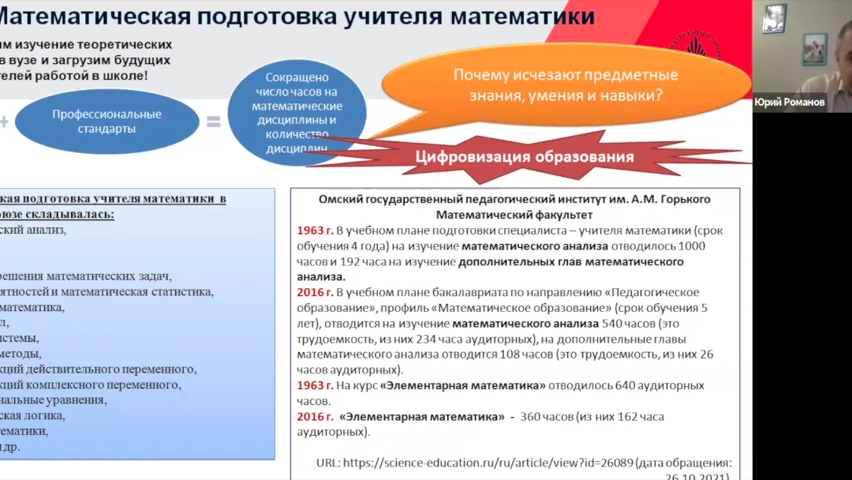 Математическая подготовка учителя математики
им изучение теоретических
в вузе и загрузим будущих
телей работой в школе!
+
Профессиональные
стандарты
=
Сокращено
число часов на
математические
дисциплины и
количество
дисциплин
Почему исчезают предметные
знания, умения и навыки?
Цифровизация образования
Юрий Романов
кая подготовка учителя математики в
оюзе складывалась:
ский анализ,
решения математических задач,
ятностей и математическая статистика,
математика,
л,
истемы,
методы,
кций действительного переменного,
кций комплексного переменного,
иальные уравнения,
ская логика,
тематики,
и др.
Омский государственный педагогический институт им. А.М. Горького
Математический факультет
1963 г. В учебном плане подготовки специалиста – учителя математики (срок
обучения 4 года) на изучение математического анализа отводилось 1000
часов и 192 часа на изучение дополнительных глав математического
анализа.
2016 г. В учебном плане бакалавриата по направлению «Педагогическое
образование», профиль «Математическое образование» (срок обучения 5
лет), отводится на изучение математического анализа 540 часов (это
трудоемкость, из них 234 часа аудиторных), на дополнительные главы
математического анализа отводится 108 часов (это трудоемкость, из них 26
часов аудиторных).
1963 г. На курс «Элементарная математика» отводилось 640 аудиторных
часов.
2016 г. «Элементарная математика» - 360 часов (из них 162 часа
аудиторных).
URL: https://science-education.ru/ru/article/view?id=26089 (дата обращения:
26.10.2021)